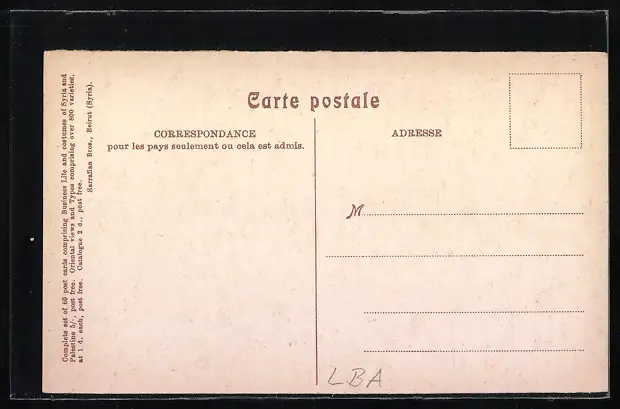 Complete set of 60 post cards comprising Business Life and costumes of Syria and
Palestine 5/-, post free. Oriental views and Types comprising over 800 varieties,
at 1 d. each, post free. Catalogue 2 d., post free.
Sarrafian Bros., Beirut (Syria).
Carte postale
CORRESPONDANCE
pour les pays seulement ou cela est admis.
ADRESSE
M
LBA